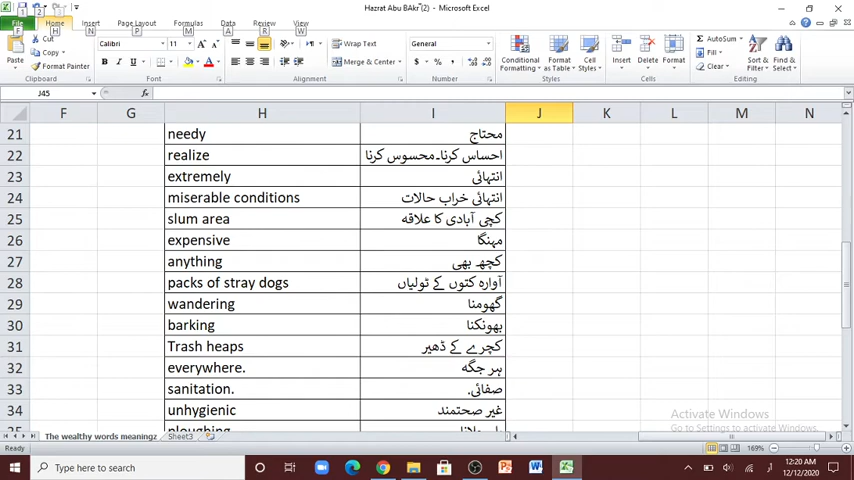 Hazrat Abu BAkr (2) - Microsoft Excel
File Home Insert Page Layout Formulas Data Review View
F 1 2 H N P M A R W
Cut
Copy
Format Painter
Paste
Calibri 11
B I U
Wrap Text
Merge & Center
General
$ % ,
Conditional Formatting
Format as Table
Cell Styles
Insert Delete Format
AutoSum
Fill
Clear
Sort & Filter
Find & Select
Clipboard Font Alignment Number Styles Cells Editing
J45 fx
F G H I J K L M N
21 needy محتاج
22 realize احساس کرنا۔محسوس کرنا
23 extremely انتہائی
24 miserable conditions انتہائی خراب حالات
25 slum area کچی آبادی کا علاقہ
26 expensive مہنگا
27 anything کچھ بھی
28 packs of stray dogs آوارہ کتوں کے ٹولیاں
29 wandering گھومنا
30 barking بھونکنا
31 Trash heaps کچرے کے ڈھیر
32 everywhere. ہر جگہ
33 sanitation. صفائی.
34 unhygienic غیر صحتمند
ploughing
Activate Windows
Go to Settings to activate Windows.
The wealthy words meaningz Sheet3
Ready 169%
Type here to search
12:20 AM
12/12/2020